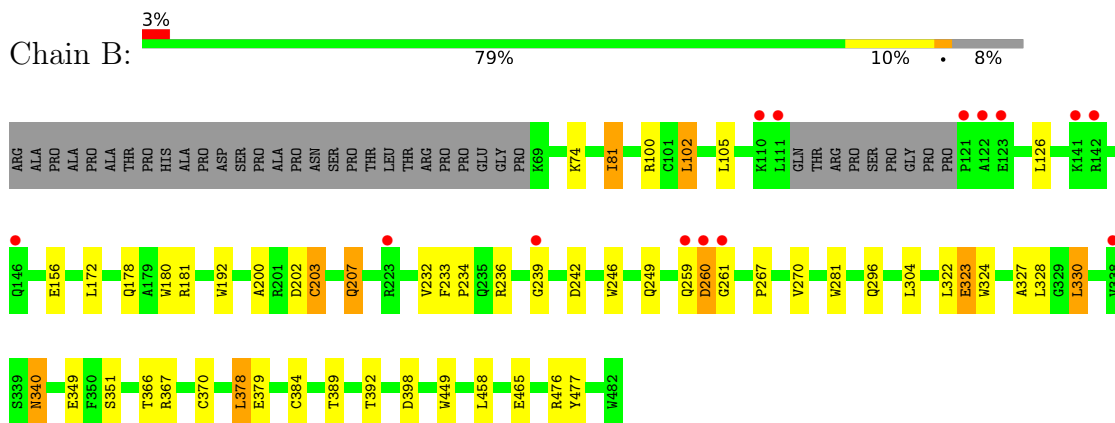 3%
Chain B:
79% 10% • 8%
ARG ALA PRO ALA PRO ALA THR PRO HIS ALA PRO ASP SER PRO ALA PRO ASN SER PRO THR LEU THR ARG PRO GLU GLY PRO K69 K74 I81 R100 C101 L102 L105 K110 L111 GLN THR ARG PRO SER PRO GLY PRO PRO P121 A122 E123 L126 K141 R142
Q146 E156 L172 Q178 A179 W180 R181 W192 A200 R201 D202 C203 Q207 R223 V232 F233 P234 Q235 R236 G239 D242 W246 Q249 Q259 D260 G261 P267 V270 W281 Q296 L304 L322 E323 W324 A327 L328 G329 L330 V338
S339 N340 E349 F350 S351 T366 R367 C370 L378 E379 C384 T389 T392 D398 W449 L458 E465 R476 Y477 W482